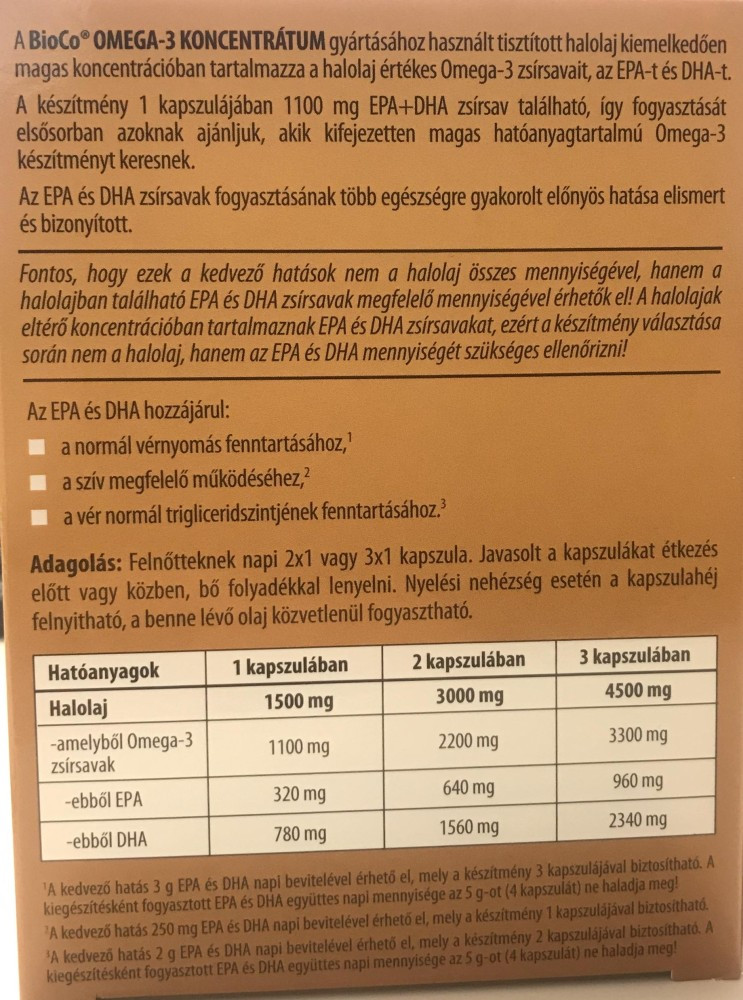 A BioCo® OMEGA-3 KONCENTRÁTUM gyártásához használt tisztított halolaj kiemelkedően
magas koncentrációban tartalmazza a halolaj értékes Omega-3 zsírsavait, az EPA-t és DHA-t.
A készítmény 1 kapszulájában 1100 mg EPA+DHA zsírsav található, így fogyasztását
elsősorban azoknak ajánljuk, akik kifejezetten magas hatóanyagtartalmú Omega-3
készítményt keresnek.
Az EPA és DHA zsírsavak fogyasztásának több egészségre gyakorolt előnyös hatása elismert
és bizonyított.
Fontos, hogy ezek a kedvező hatások nem a halolaj összes mennyiségével, hanem a
halolajban található EPA és DHA zsírsavak megfelelő mennyiségével érhetők el! A halolajak
eltérő koncentrációban tartalmaznak EPA és DHA zsírsavakat, ezért a készítmény választása
során nem a halolaj, hanem az EPA és DHA mennyiségét szükséges ellenőrizni!
Az EPA és DHA hozzájárul:
a normál vérnyomás fenntartásához,¹
a szív megfelelő működéséhez,²
a vér normál trigliceridszintjének fenntartásához.³
Adagolás: Felnőtteknek napi 2x1 vagy 3x1 kapszula. Javasolt a kapszulákat étkezés
előtt vagy közben, bő folyadékkal lenyelni. Nyelési nehézség esetén a kapszulahéj
felnyitható, a benne lévő olaj közvetlenül fogyasztható.
Hatóanyagok 1 kapszulában 2 kapszulában 3 kapszulában
Halolaj 1500 mg 3000 mg 4500 mg
-amelyből Omega-3 1100 mg 2200 mg 3300 mg
zsírsavak
-ebből EPA 320 mg 640 mg 960 mg
-ebből DHA 780 mg 1560 mg 2340 mg
¹A kedvező hatás 3 g EPA és DHA napi bevitelével érhető el, mely a készítmény 3 kapszulájával biztosítható. A
kiegészítésként fogyasztott EPA és DHA együttes napi mennyisége az 5 g-ot (4 kapszulát) ne haladja meg!
²A kedvező hatás 250 mg EPA és DHA napi bevitelével érhető el, mely a készítmény 1 kapszulájával biztosítható.
³A kedvező hatás 2 g EPA és DHA napi bevitelével érhető el, mely a készítmény 2 kapszulájával biztosítható. A
kiegészítésként fogyasztott EPA és DHA együttes napi mennyisége az 5 g-ot (4 kapszulát) ne haladja meg!